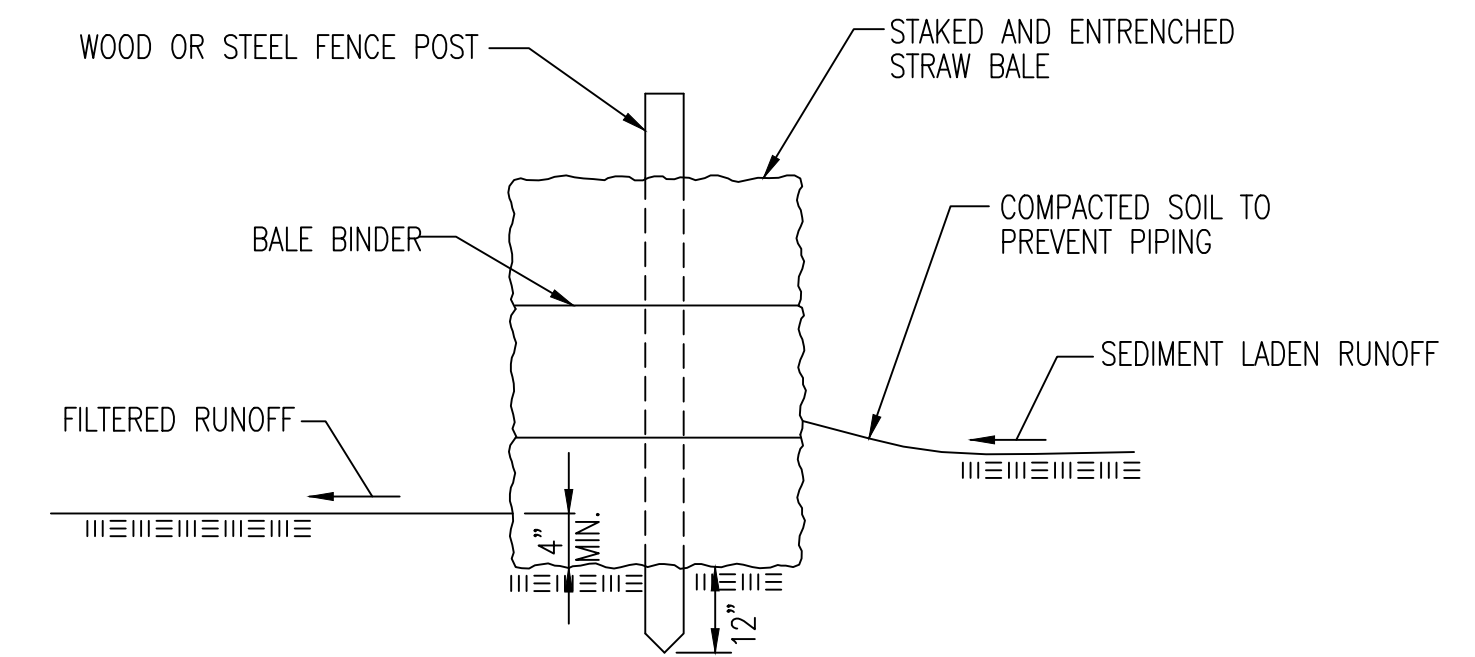 STAKED AND ENTRENCHED
STRAW BALE
WOOD OR STEEL FENCE POST
COMPACTED SOIL TO
PREVENT PIPING
BALE BINDER
SEDIMENT LADEN RUNOFF
FILTERED RUNOFF
4"
MIN.
12"